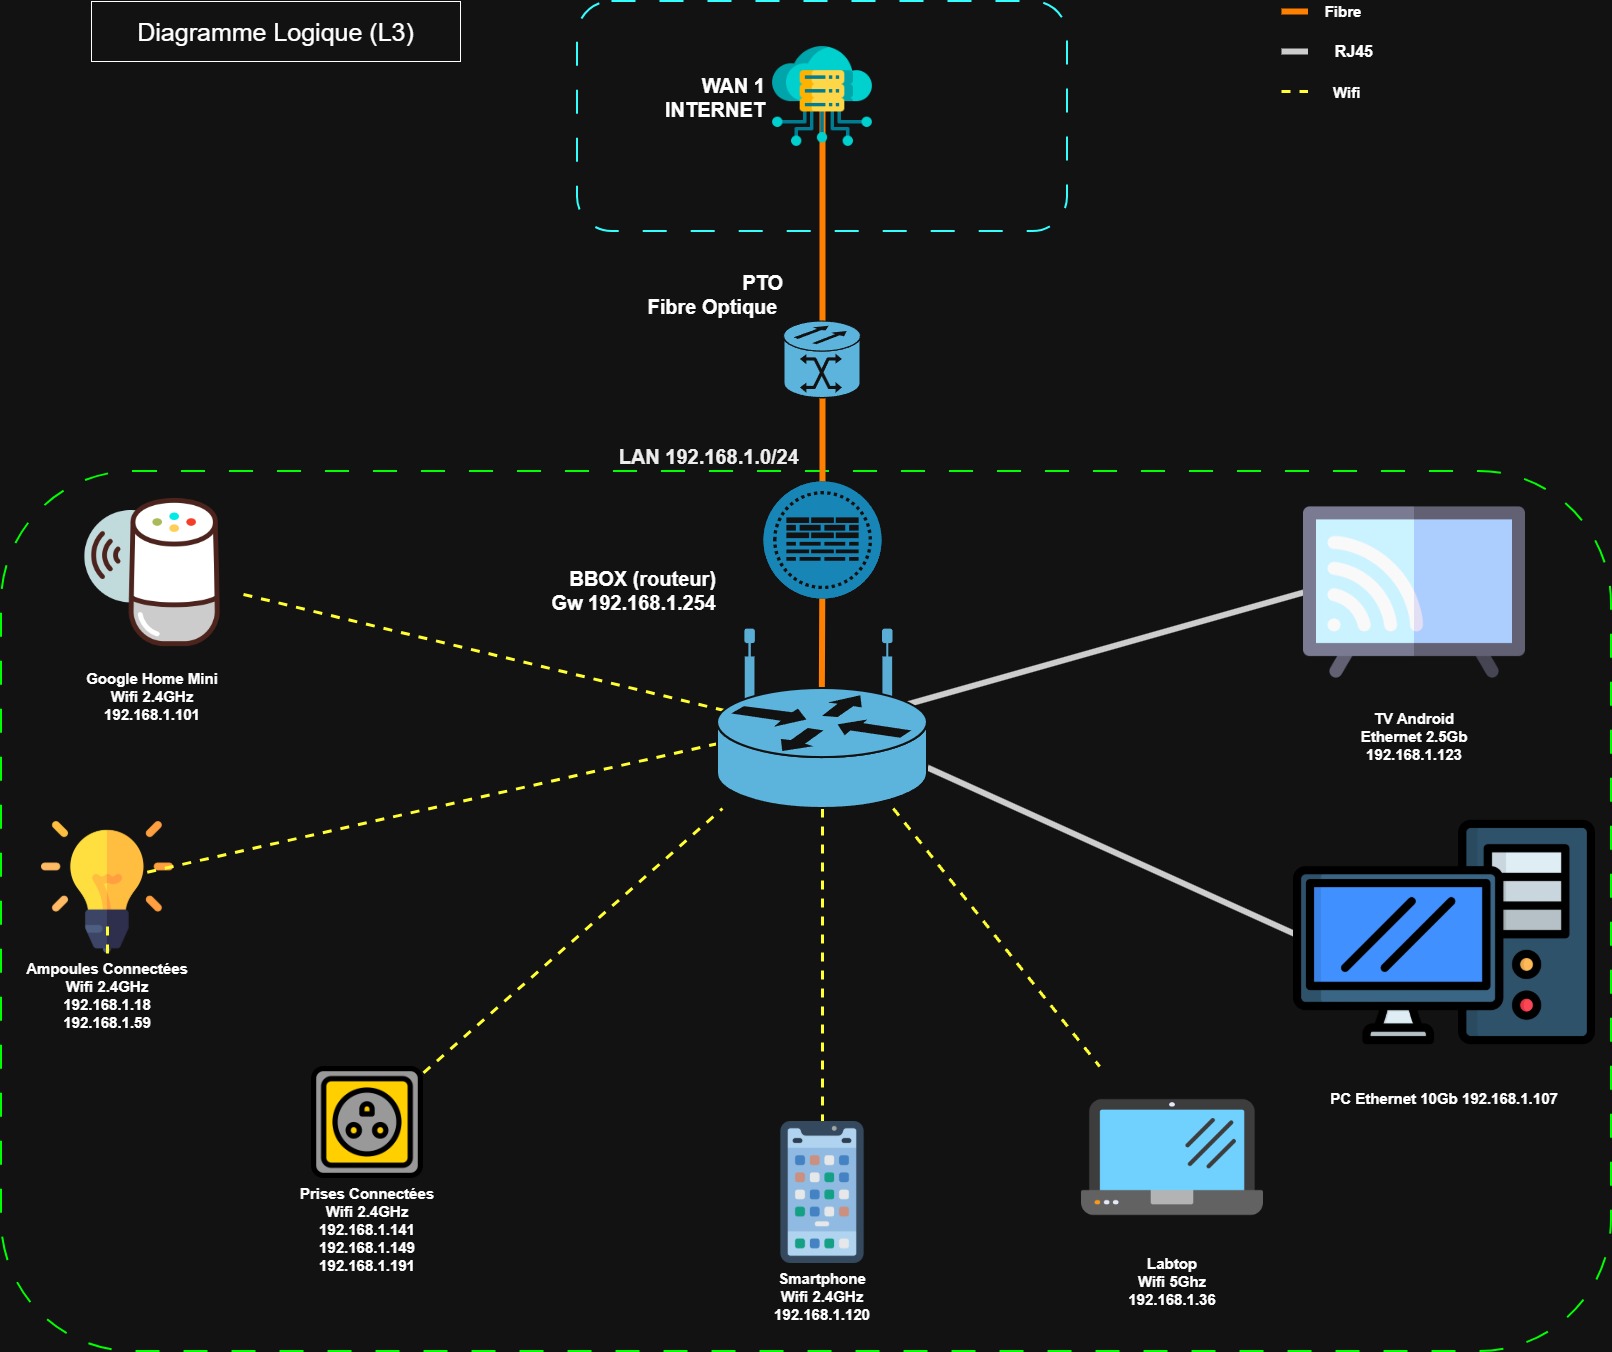 Diagramme Logique (L3)
Fibre
RJ45
Wifi
WAN 1
INTERNET
PTO
Fibre Optique
LAN 192.168.1.0/24
BBOX (routeur)
Gw 192.168.1.254
Google Home Mini
Wifi 2.4GHz
192.168.1.101
TV Android
Ethernet 2.5Gb
192.168.1.123
Ampoules Connectées
Wifi 2.4GHz
192.168.1.18
192.168.1.59
PC Ethernet 10Gb 192.168.1.107
Prises Connectées
Wifi 2.4GHz
192.168.1.141
192.168.1.149
192.168.1.191
Smartphone
Wifi 2.4GHz
192.168.1.120
Labtop
Wifi 5Ghz
192.168.1.36